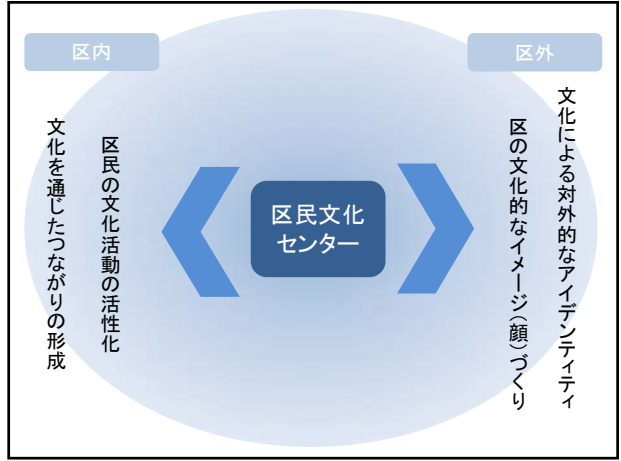 区内
区民の文化活動の活性化
文化を通じたつながりの形成
区民文化
センター
区外
文化による対外的なアイデンティティ
区の文化的なイメージ(顔)づくり